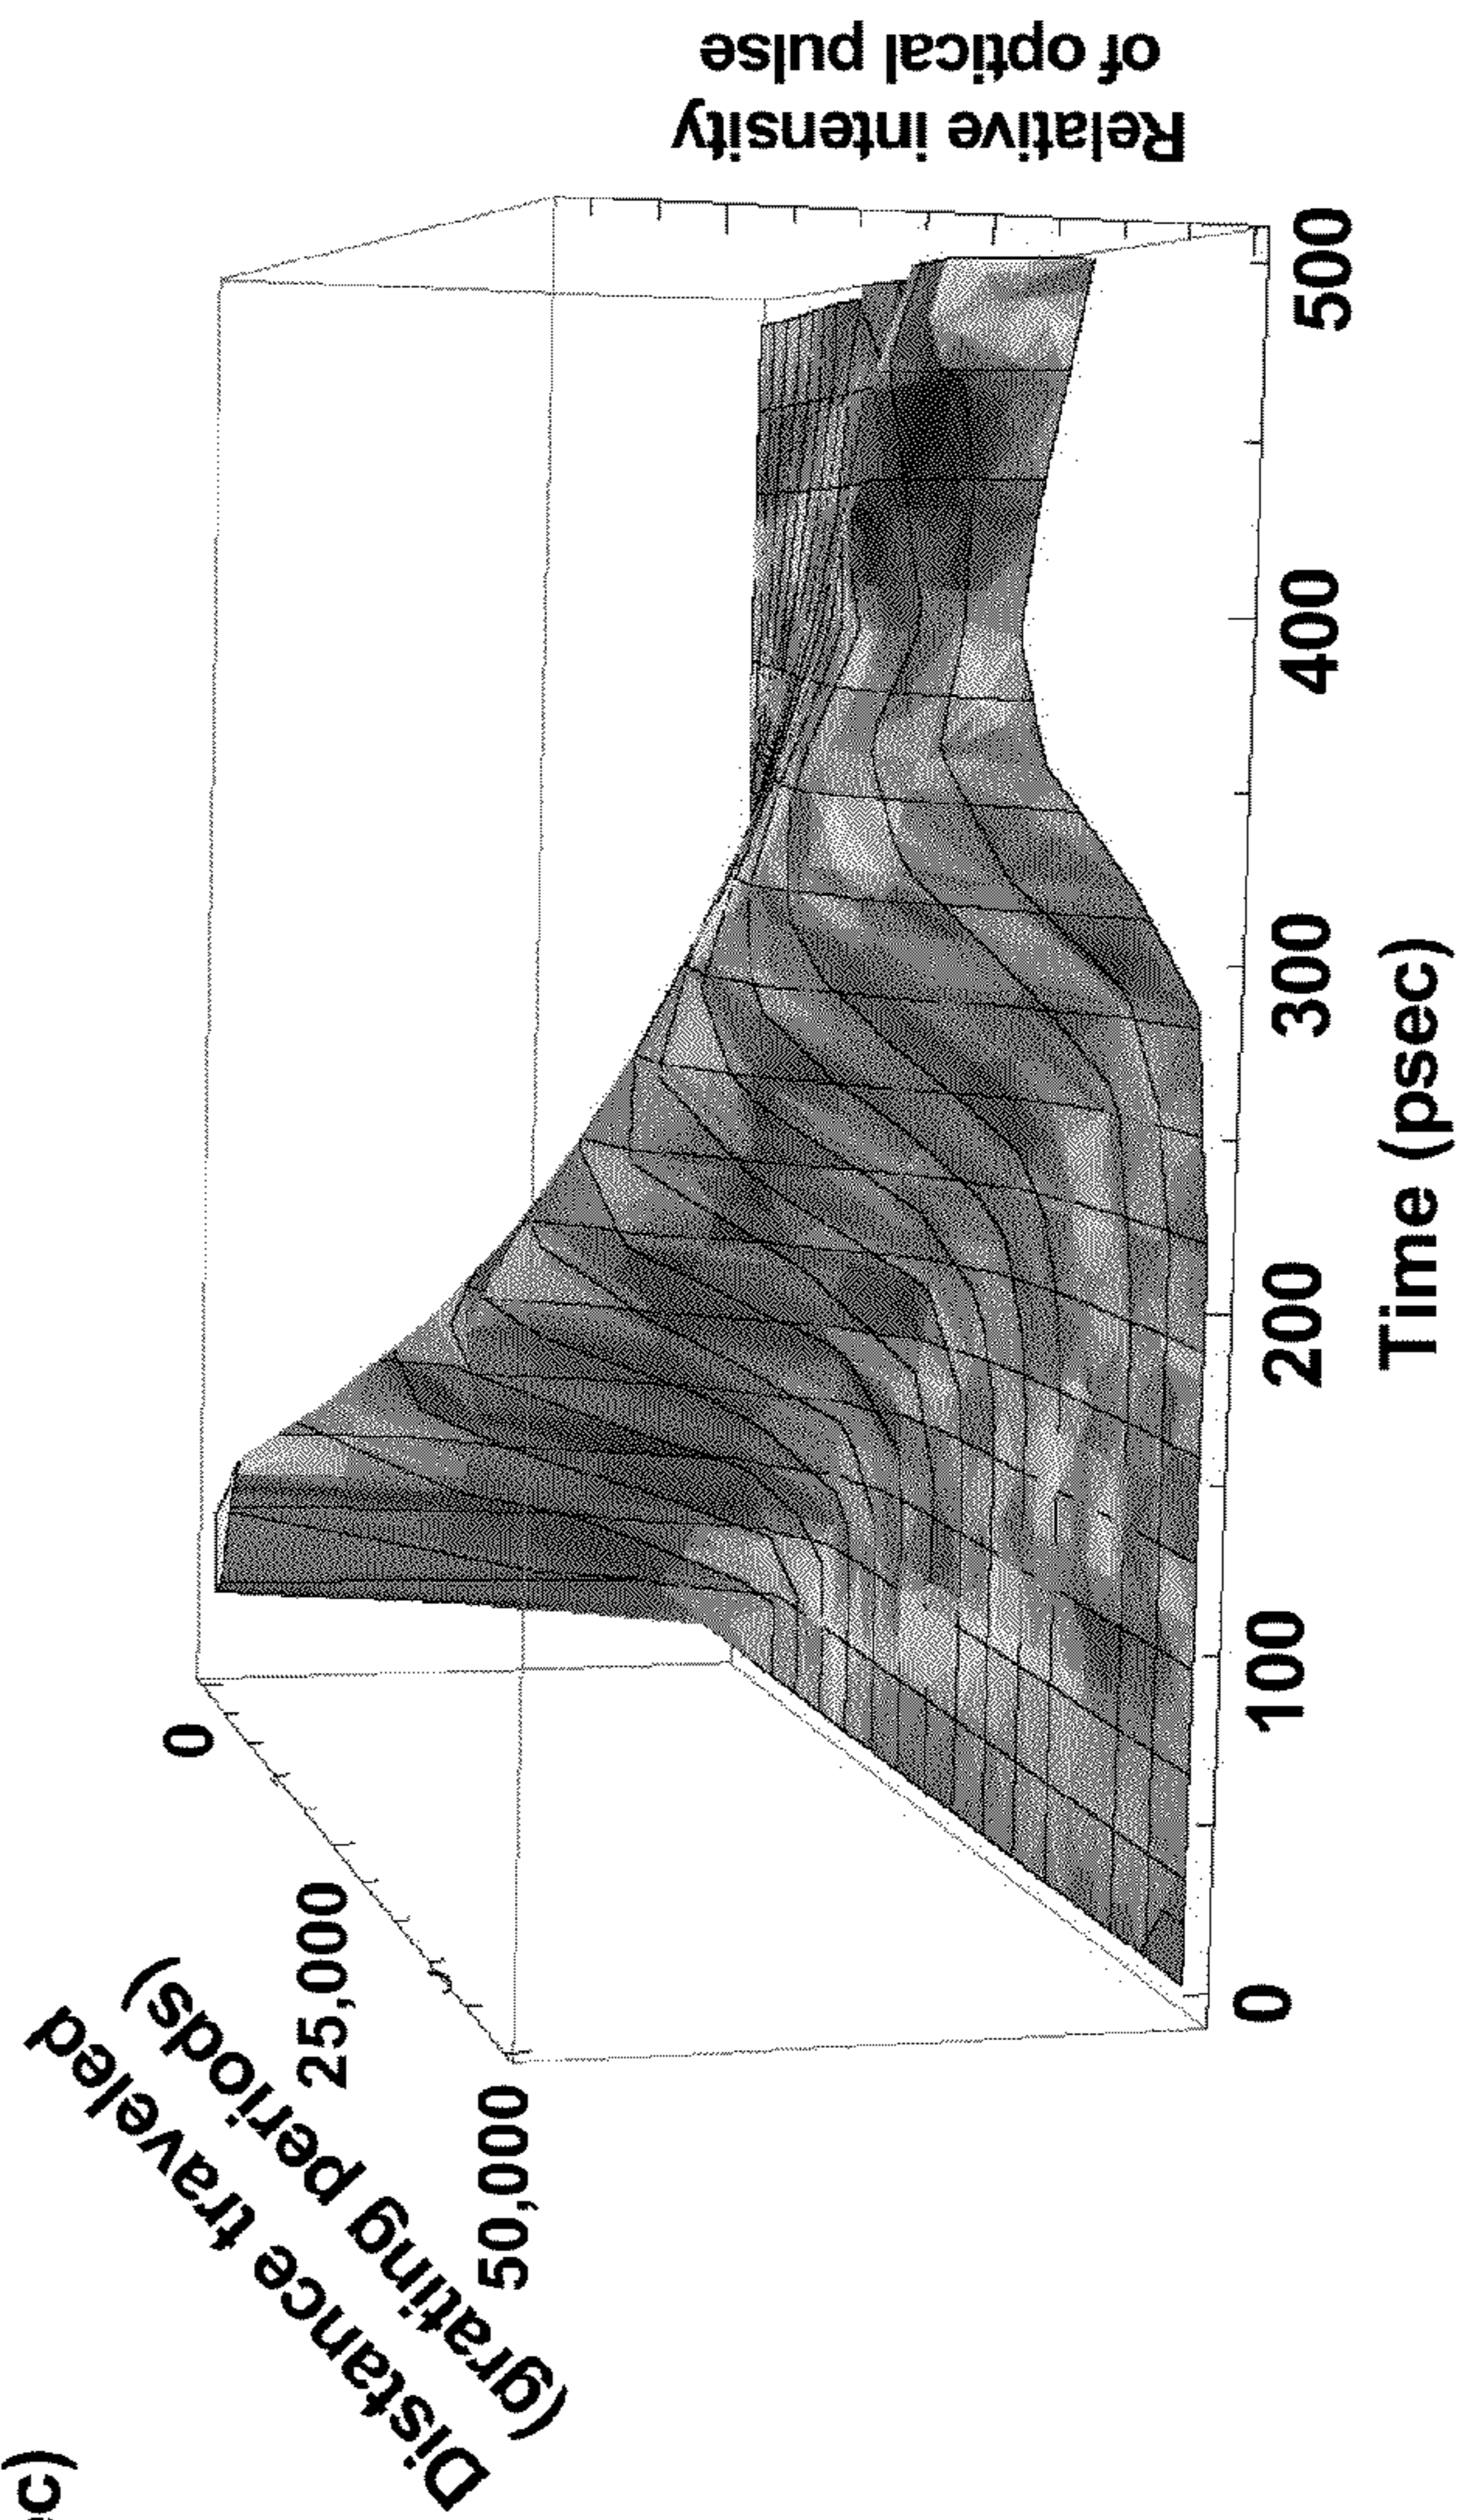 c)
Distance traveled
(grating periods)
0
25,000
50,000
Relative intensity
of optical pulse
0
100
200
300
400
500
Time (psec)